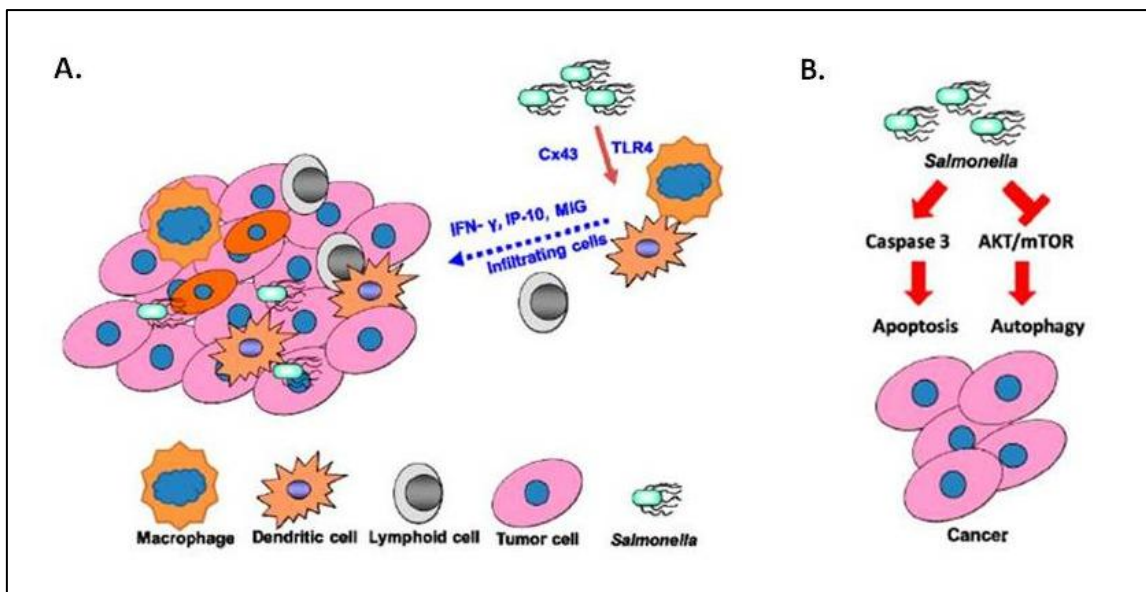 A.
Cx43
TLR4
IFN- γ, IP-10, MIG
Infiltrating cells
Macrophage
Dendritic cell
Lymphoid cell
Tumor cell
Salmonella
B.
Salmonella
Caspase 3
AKT/mTOR
Apoptosis
Autophagy
Cancer